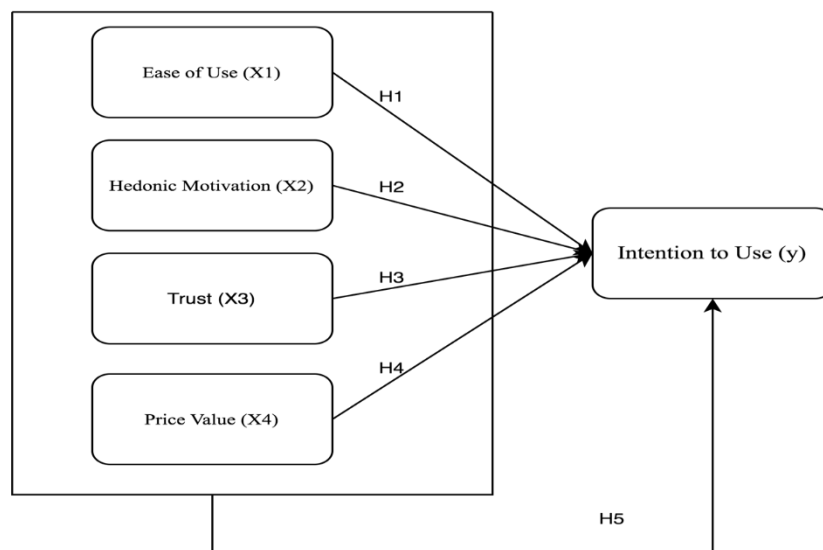 Ease of Use (X1)
H1
Hedonic Motivation (X2)
H2
Intention to Use (y)
Trust (X3)
H3
H4
Price Value (X4)
H5